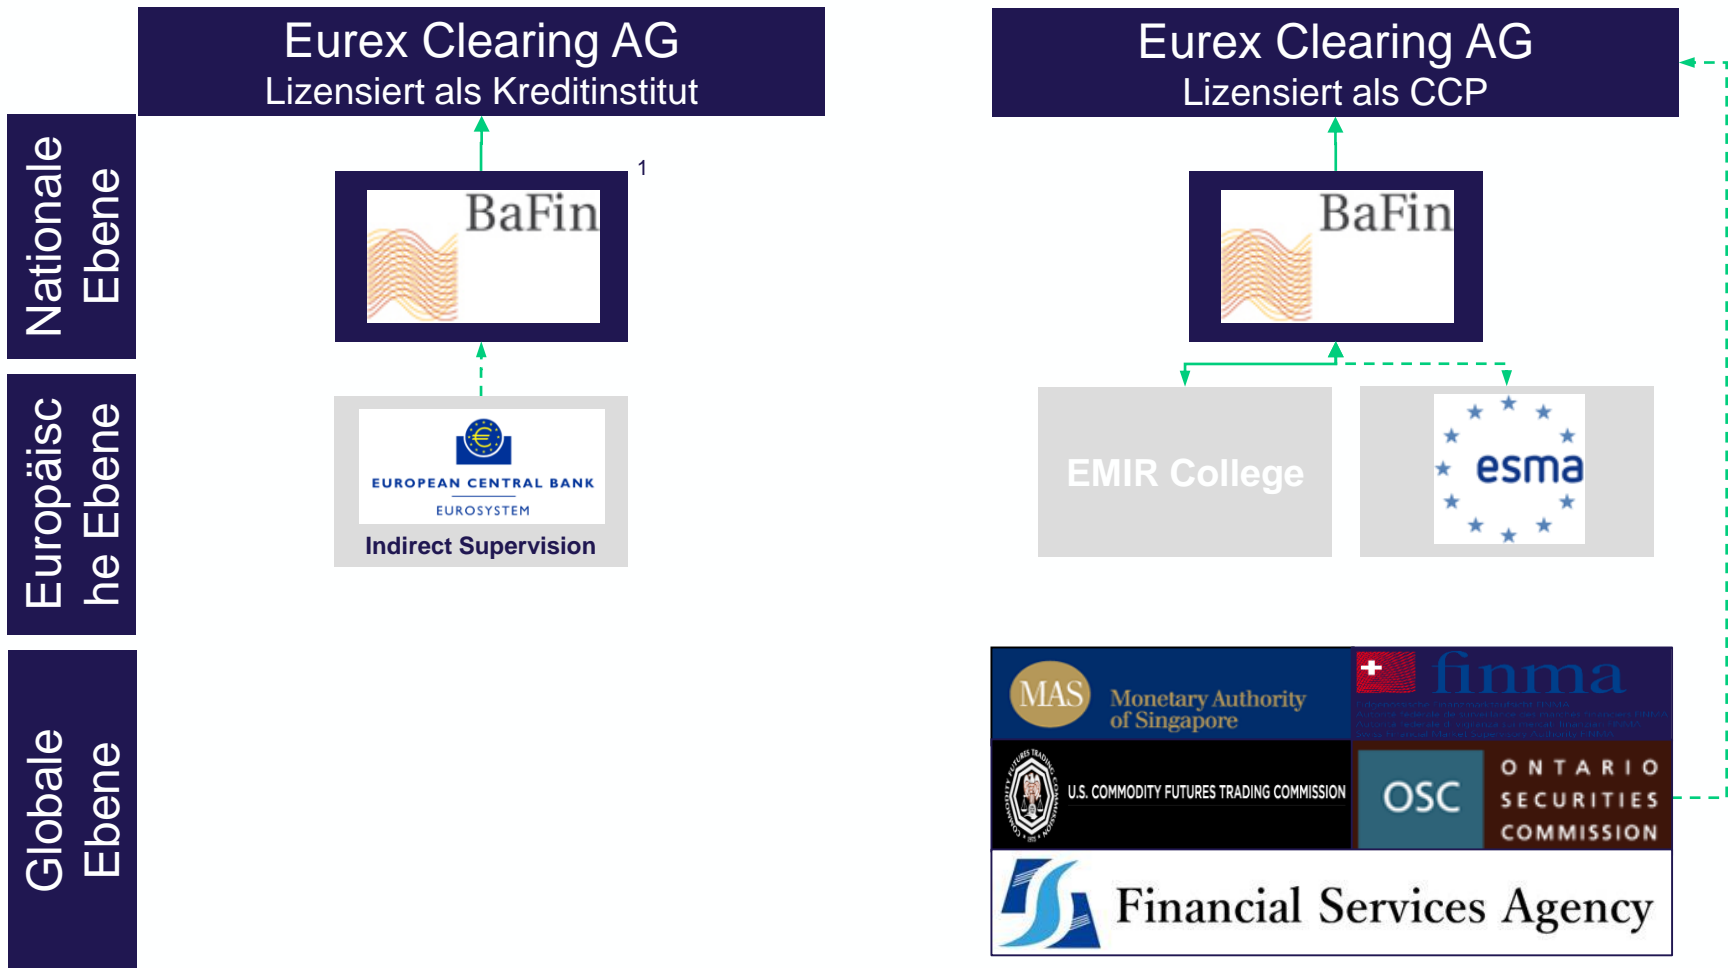 Eurex Clearing AG
Lizensiert als Kreditinstitut
Eurex Clearing AG
Lizensiert als CCP
Nationale
Ebene
1
BaFin
BaFin
Europäisc
he Ebene
EUROPEAN CENTRAL BANK
EUROSYSTEM
Indirect Supervision
EMIR College
esma
Globale
Ebene
MAS
Monetary Authority
of Singapore
finma
U.S. COMMODITY FUTURES TRADING COMMISSION
OSC
ONTARIO
SECURITIES
COMMISSION
Financial Services Agency